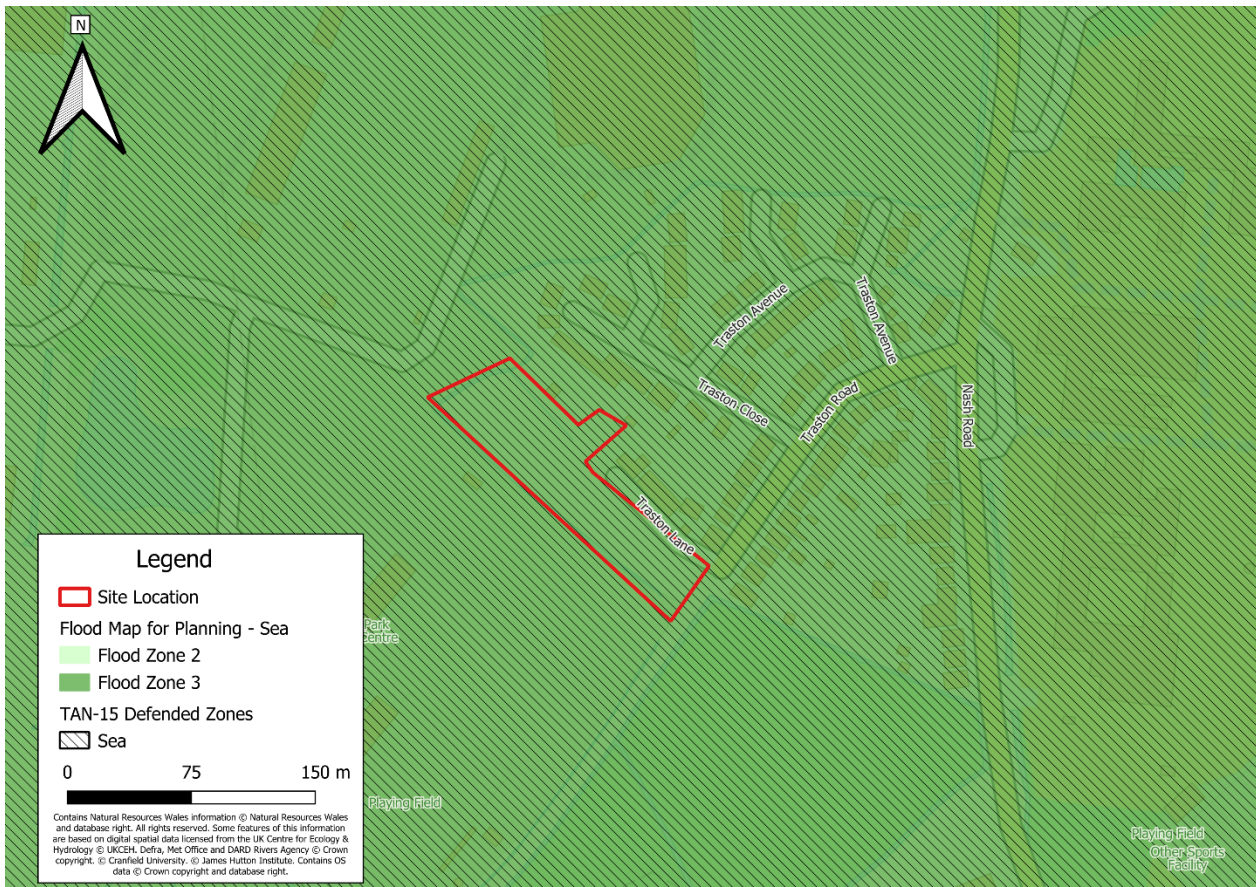 N
Traston Avenue
Traston Avenue
Traston Close
Traston Road
Nash Road
Traston Lane
Park
Centre
Playing Field
Playing Field
Other Sports
Facility
Legend
Site Location
Flood Map for Planning - Sea
Flood Zone 2
Flood Zone 3
TAN-15 Defended Zones
Sea
0 75 150 m
Contains Natural Resources Wales information © Natural Resources Wales
and database right. All rights reserved. Some features of this information
are based on digital spatial data licensed from the UK Centre for Ecology &
Hydrology © UKCEH. Defra, Met Office and DARD Rivers Agency © Crown
copyright. © Cranfield University. © James Hutton Institute. Contains OS
data © Crown copyright and database right.